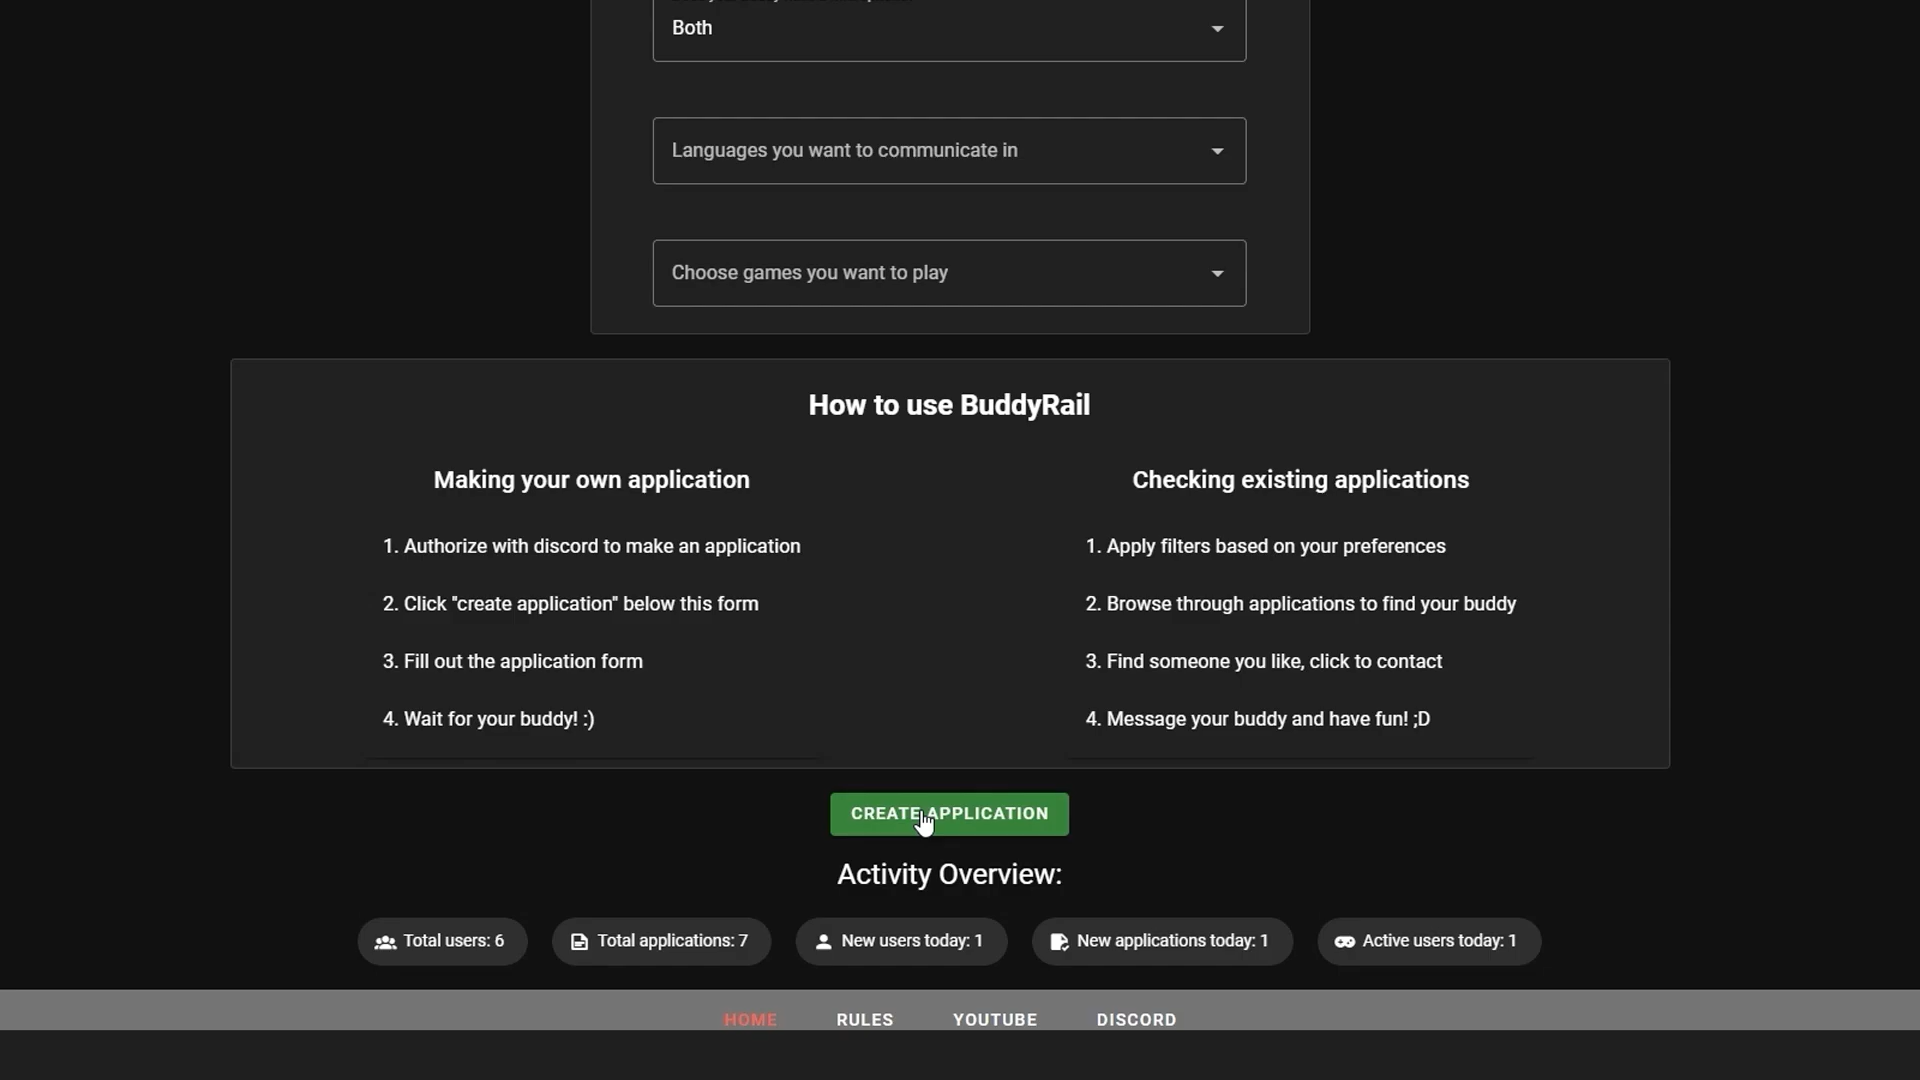 Both
Languages you want to communicate in
Choose games you want to play
How to use BuddyRail
Making your own application
1. Authorize with discord to make an application
2. Click "create application" below this form
3. Fill out the application form
4. Wait for your buddy! :)
Checking existing applications
1. Apply filters based on your preferences
2. Browse through applications to find your buddy
3. Find someone you like, click to contact
4. Message your buddy and have fun! ;D
CREATE APPLICATION
Activity Overview:
Total users: 6
Total applications: 7
New users today: 1
New applications today: 1
Active users today: 1
HOME
RULES
YOUTUBE
DISCORD